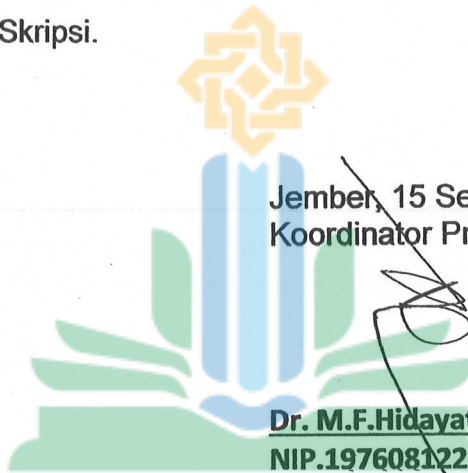 Skripsi.
Jember, 15 Se
Koordinator Pr
Dr. M.F.Hidayat
NIP.197608122